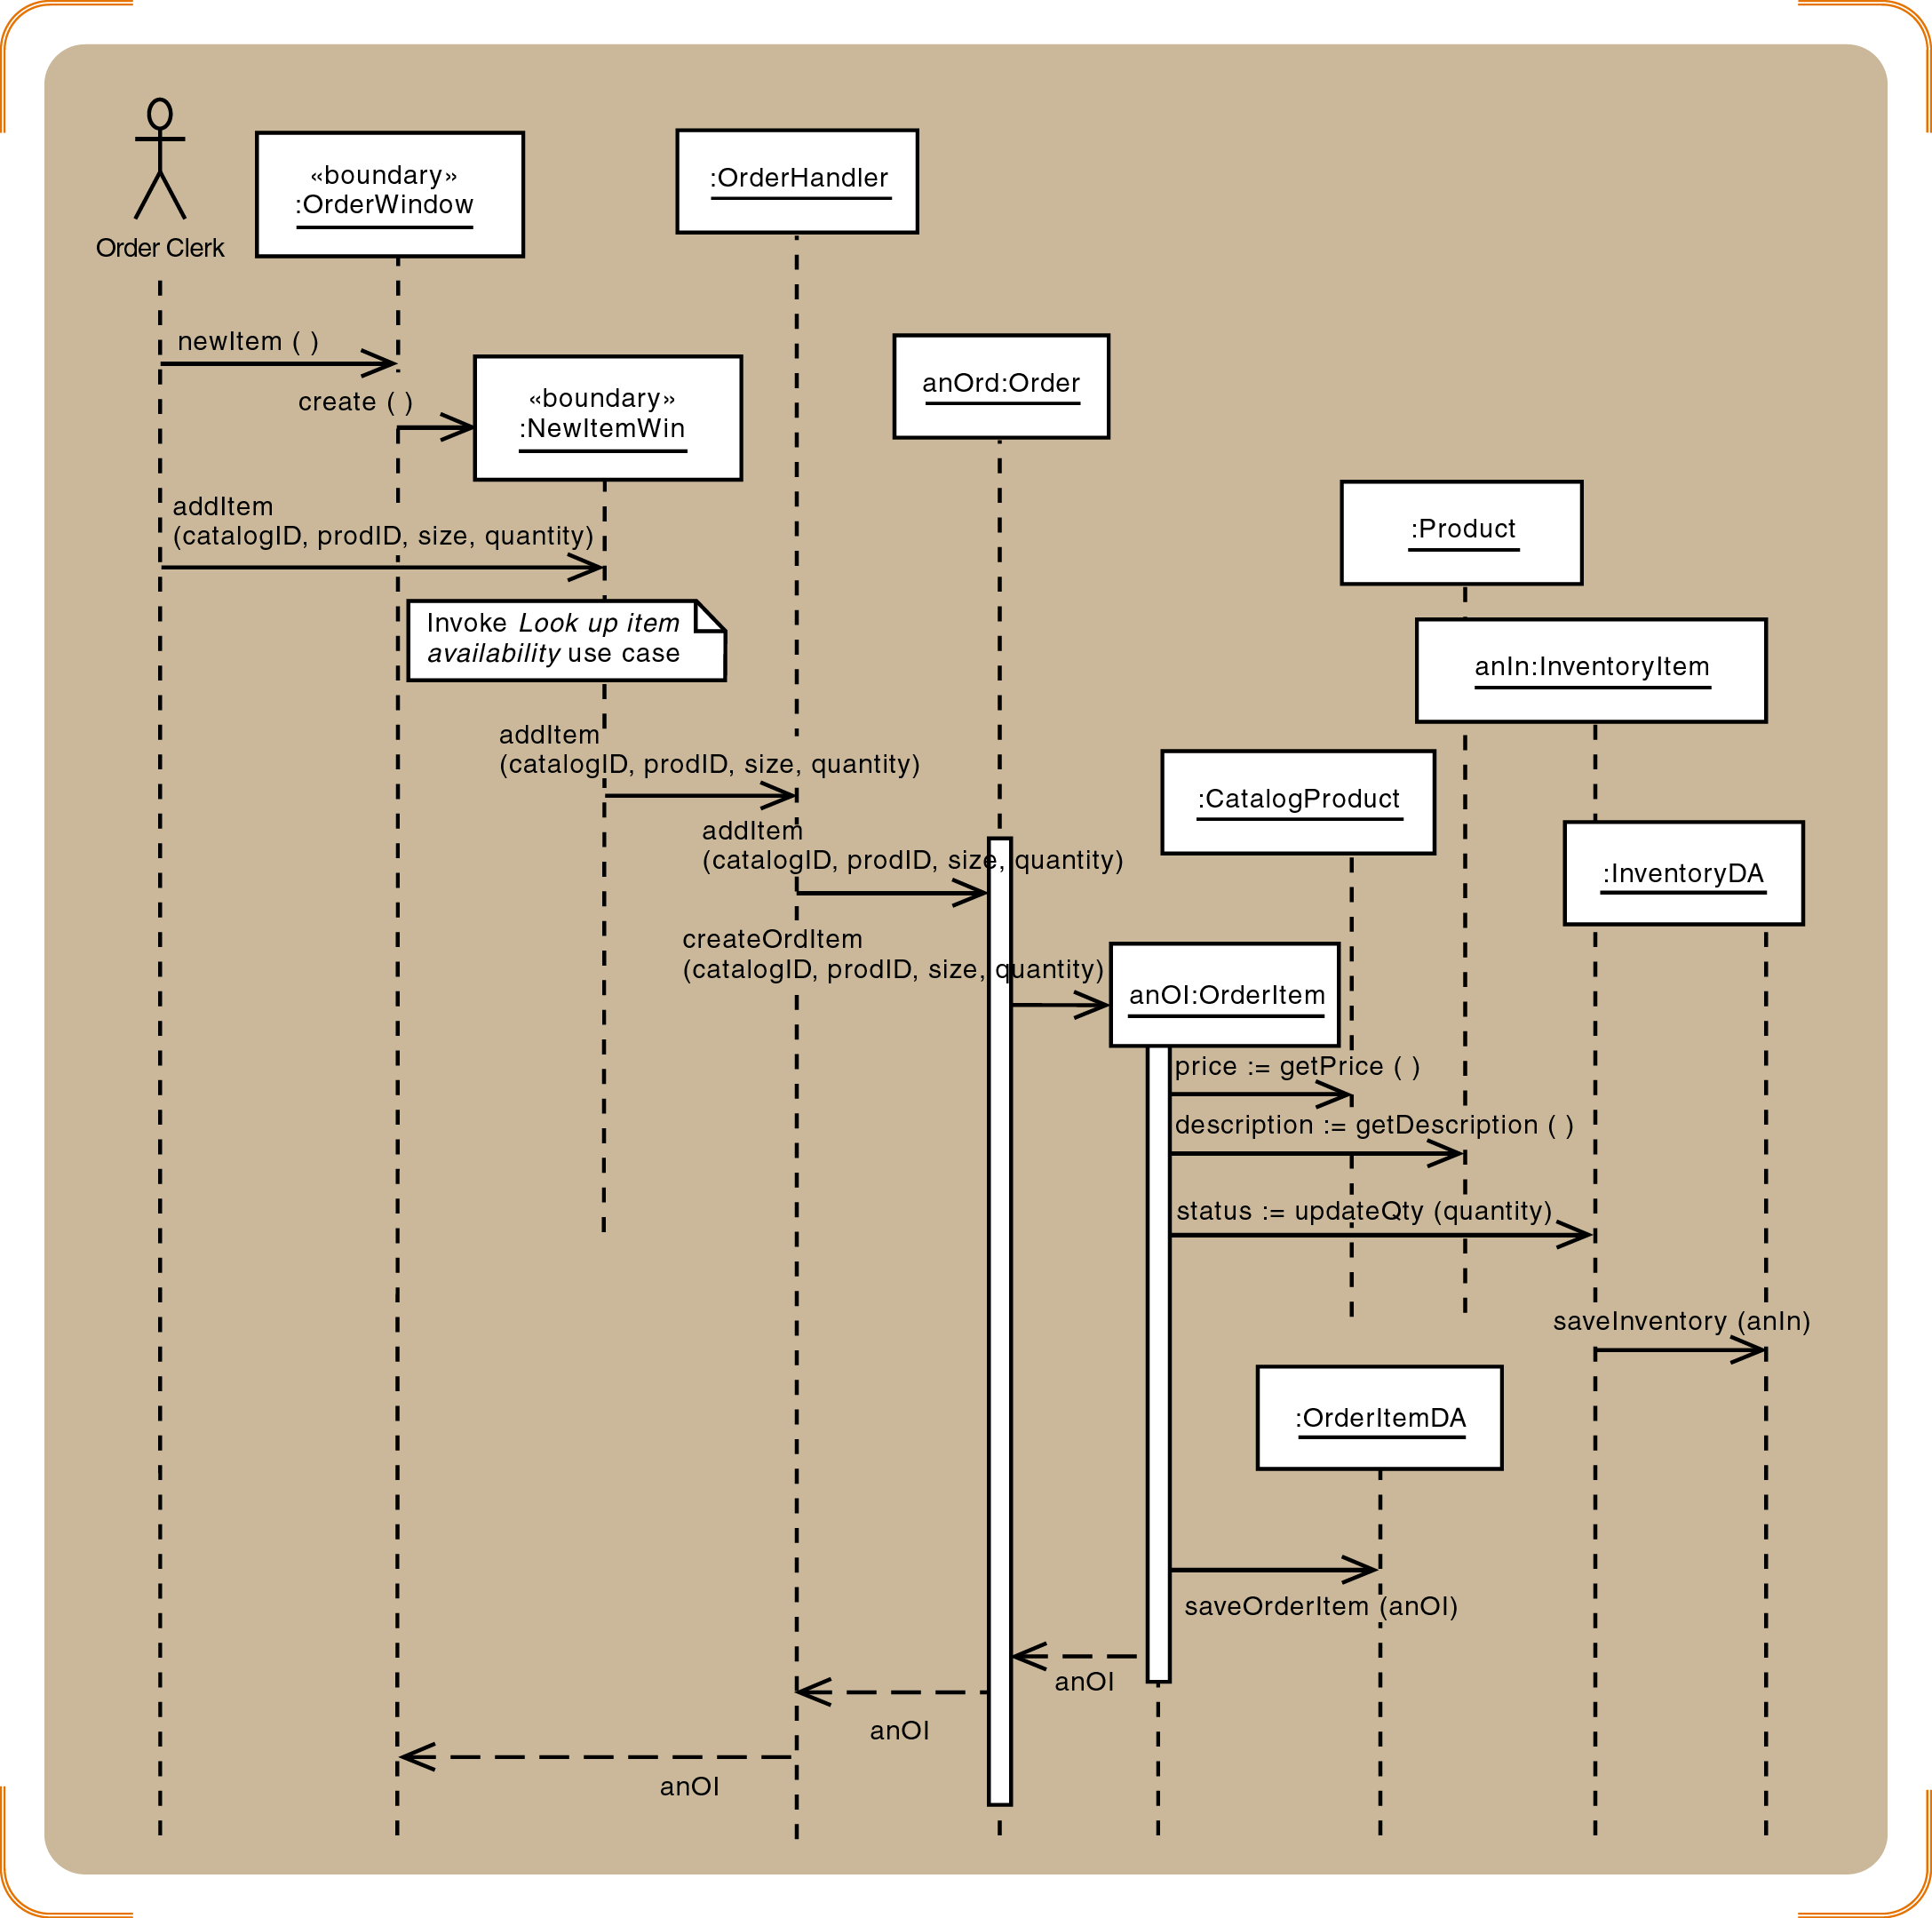 «boundary»
:OrderWindow
:OrderHandler
Order Clerk
newItem ( )
anOrd:Order
create ( )
«boundary»
:NewItemWin
addItem
(catalogID, prodID, size, quantity)
:Product
Invoke Look up item
availability use case
anIn:InventoryItem
addItem
(catalogID, prodID, size, quantity)
:CatalogProduct
addItem
(catalogID, prodID, size, quantity)
:InventoryDA
createOrdItem
(catalogID, prodID, size, quantity)
anOI:OrderItem
price := getPrice ( )
description := getDescription ( )
status := updateQty (quantity)
saveInventory (anIn)
:OrderItemDA
saveOrderItem (anOI)
anOI
anOI
anOI